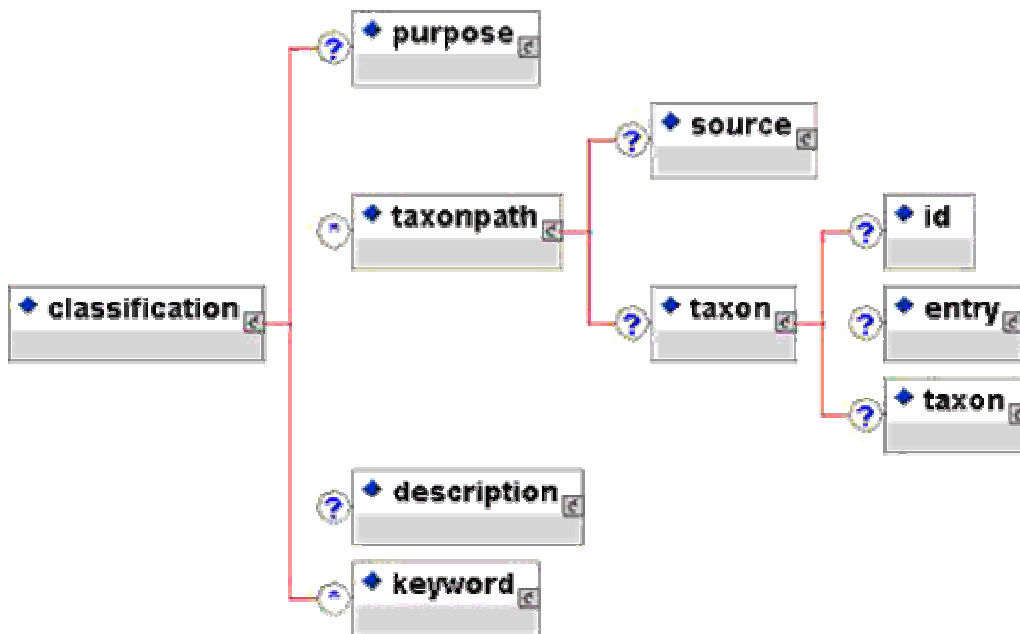 purpose
source
taxonpath
id
classification
taxon
entry
taxon
description
keyword